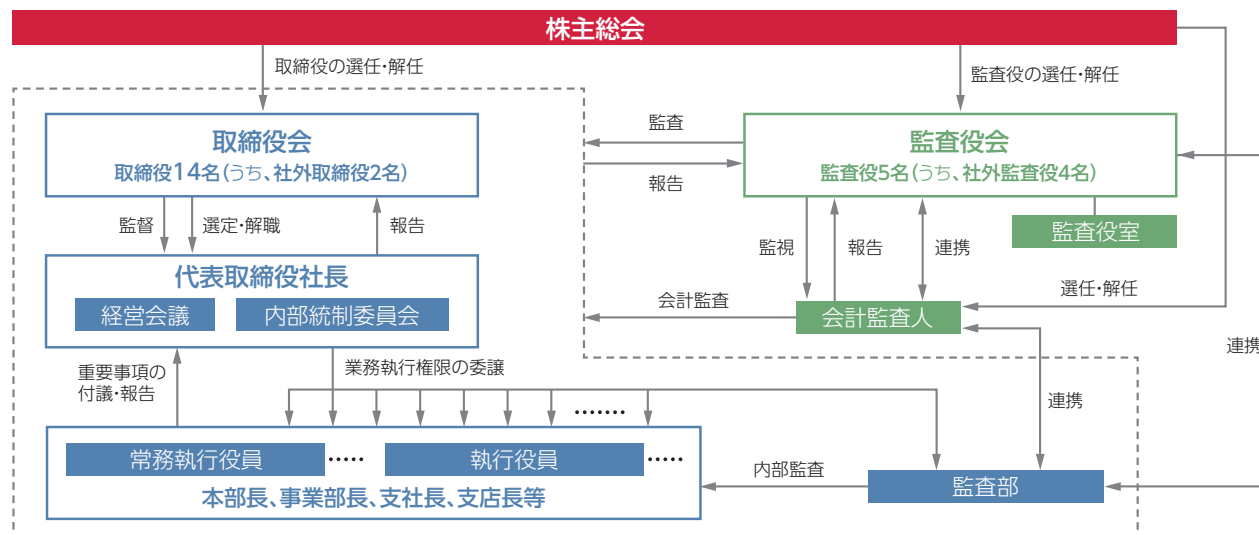 株主総会
取締役の選任・解任
監査役の選任・解任
取締役会
取締役14名(うち、社外取締役2名)
監査
報告
監査役会
監査役5名(うち、社外監査役4名)
監督
選定・解職
報告
監視
報告
連携
監査役室
代表取締役社長
経営会議
内部統制委員会
会計監査
会計監査人
選任・解任
連携
重要事項の
付議・報告
業務執行権限の委譲
.......
連携
常務執行役員
.....
執行役員
.....
本部長、事業部長、支社長、支店長等
内部監査
監査部